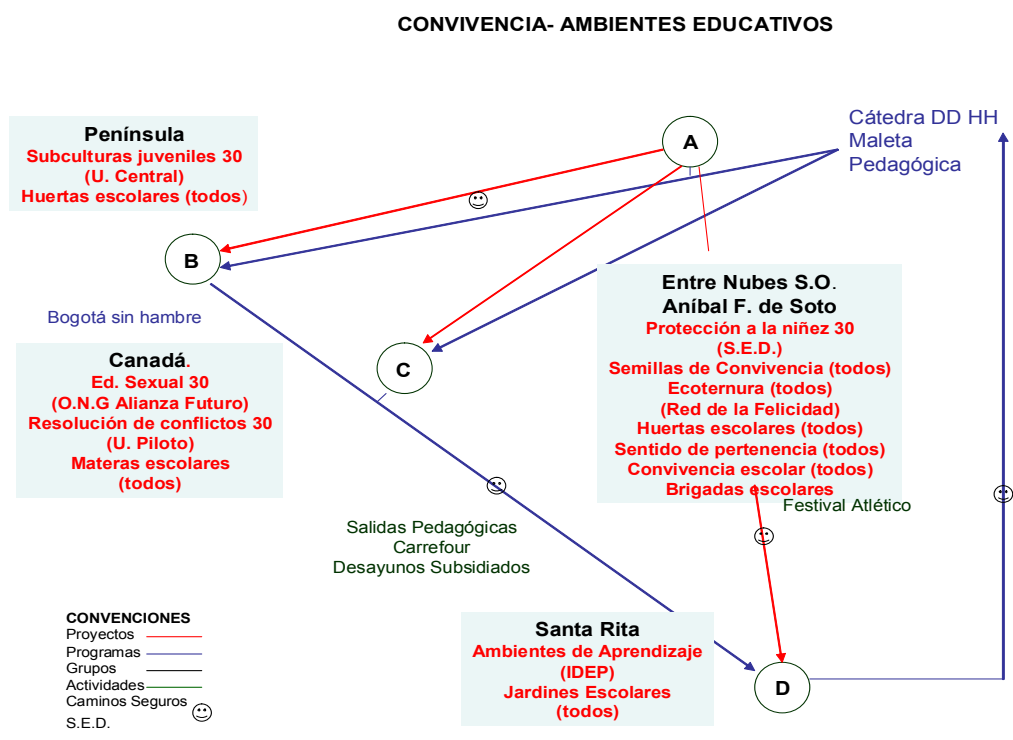 CONVIVENCIA- AMBIENTES EDUCATIVOS
Península
Subculturas juveniles 30
(U. Central)
Huertas escolares (todos)
A
Cátedra DD HH
Maleta
Pedagógica
B
Bogotá sin hambre
C
Entre Nubes S.O.
Aníbal F. de Soto
Protección a la niñez 30
(S.E.D.)
Semillas de Convivencia (todos)
Ecoternura (todos)
(Red de la Felicidad)
Huertas escolares (todos)
Sentido de pertenencia (todos)
Convivencia escolar (todos)
Brigadas escolares
Canadá.
Ed. Sexual 30
(O.N.G Alianza Futuro)
Resolución de conflictos 30
(U. Piloto)
Materas escolares
(todos)
Festival Atlético
Salidas Pedagógicas
Carrefour
Desayunos Subsidiados
Santa Rita
Ambientes de Aprendizaje
(IDEP)
Jardines Escolares
(todos)
D
CONVENCIONES
Proyectos
Programas
Grupos
Actividades
Caminos Seguros
S.E.D.